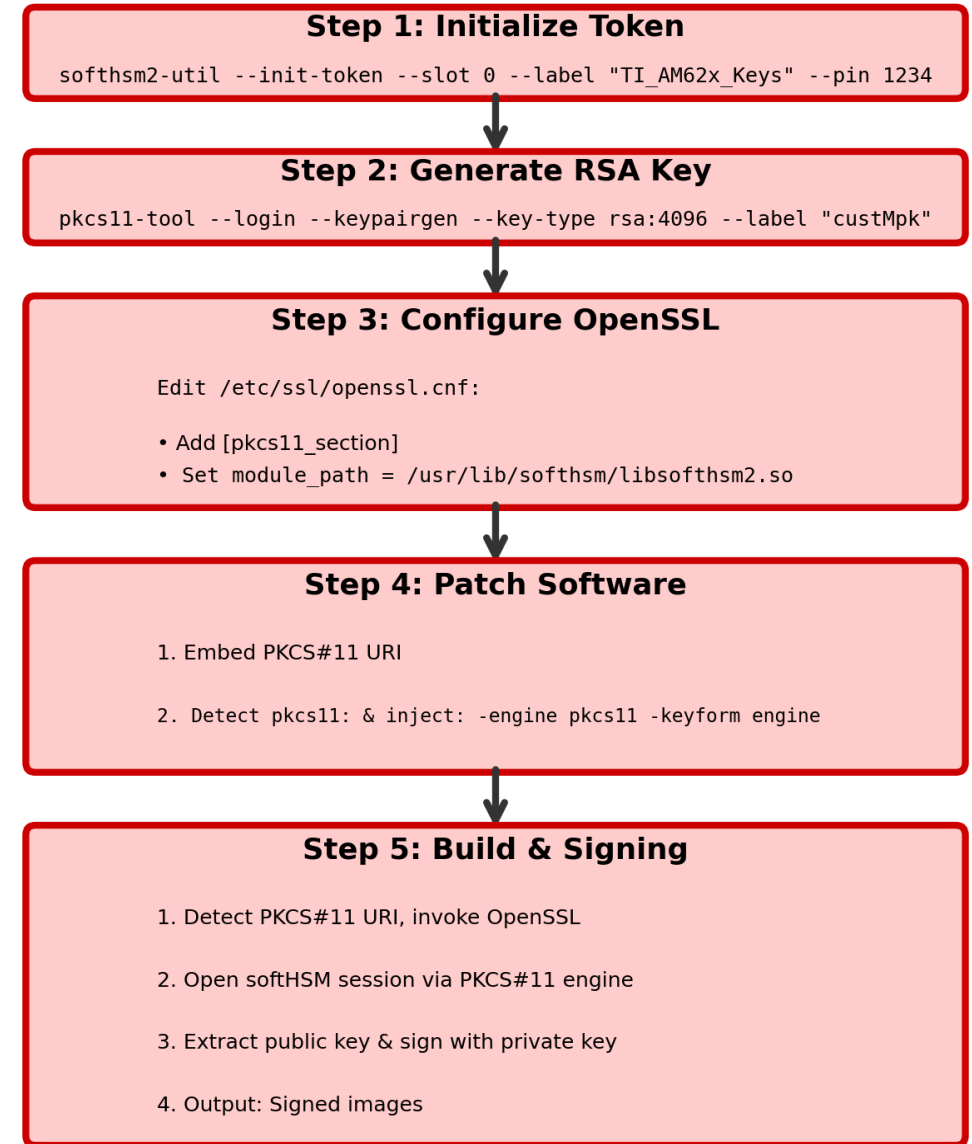 Step 1: Initialize Token
softhsm2-util --init-token --slot 0 --label "TI_AM62x_Keys" --pin 1234
Step 2: Generate RSA Key
pkcs11-tool --login --keypairgen --key-type rsa:4096 --label "custMpk"
Step 3: Configure OpenSSL
Edit /etc/ssl/openssl.cnf:
• Add [pkcs11_section]
• Set module_path = /usr/lib/softhsm/libsofthsm2.so
Step 4: Patch Software
1. Embed PKCS#11 URI
2. Detect pkcs11: & inject: -engine pkcs11 -keyform engine
Step 5: Build & Signing
1. Detect PKCS#11 URI, invoke OpenSSL
2. Open softHSM session via PKCS#11 engine
3. Extract public key & sign with private key
4. Output: Signed images